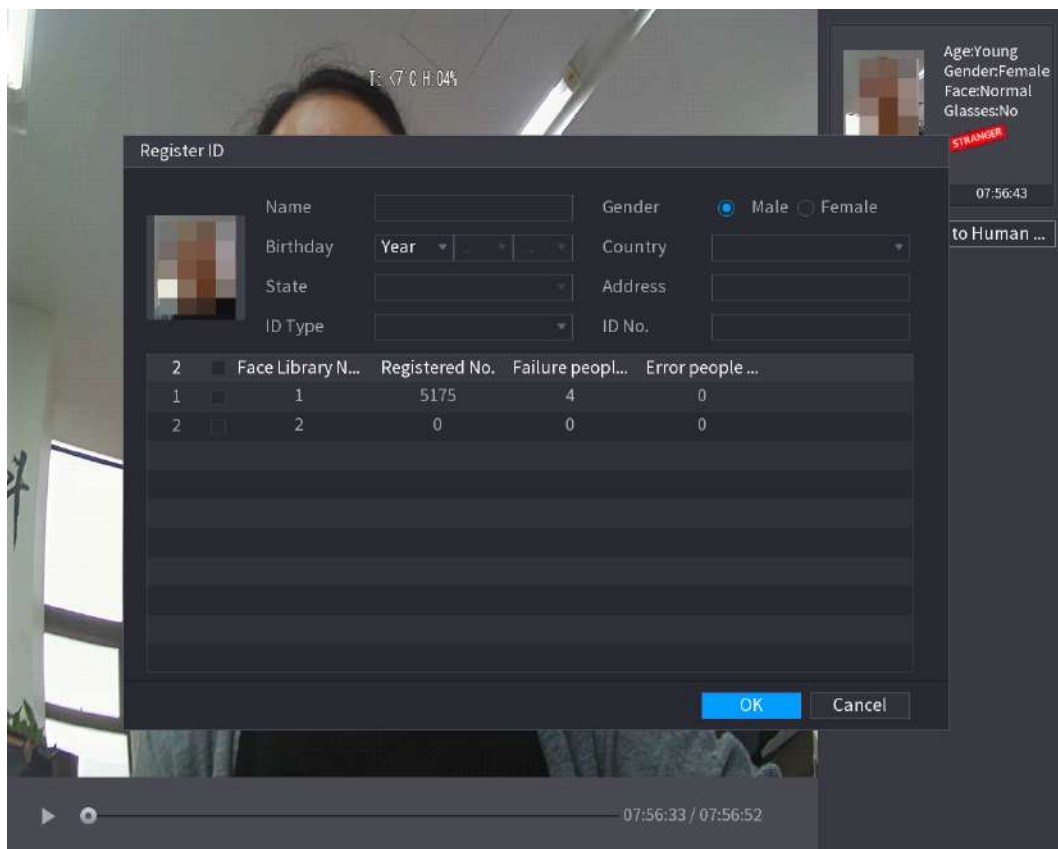 T: <7°C H:04%
Age:Young
Gender:Female
Face:Normal
Glasses:No
STRANGER
07:56:43
to Human ...
Register ID
Name Gender Male Female
Birthday Year ... ... Country
State Address
ID Type ID No.
2 Face Library N... Registered No. Failure peopl... Error people ...
1 1 5175 4 0
2 2 0 0 0
OK Cancel
07:56:33 / 07:56:52